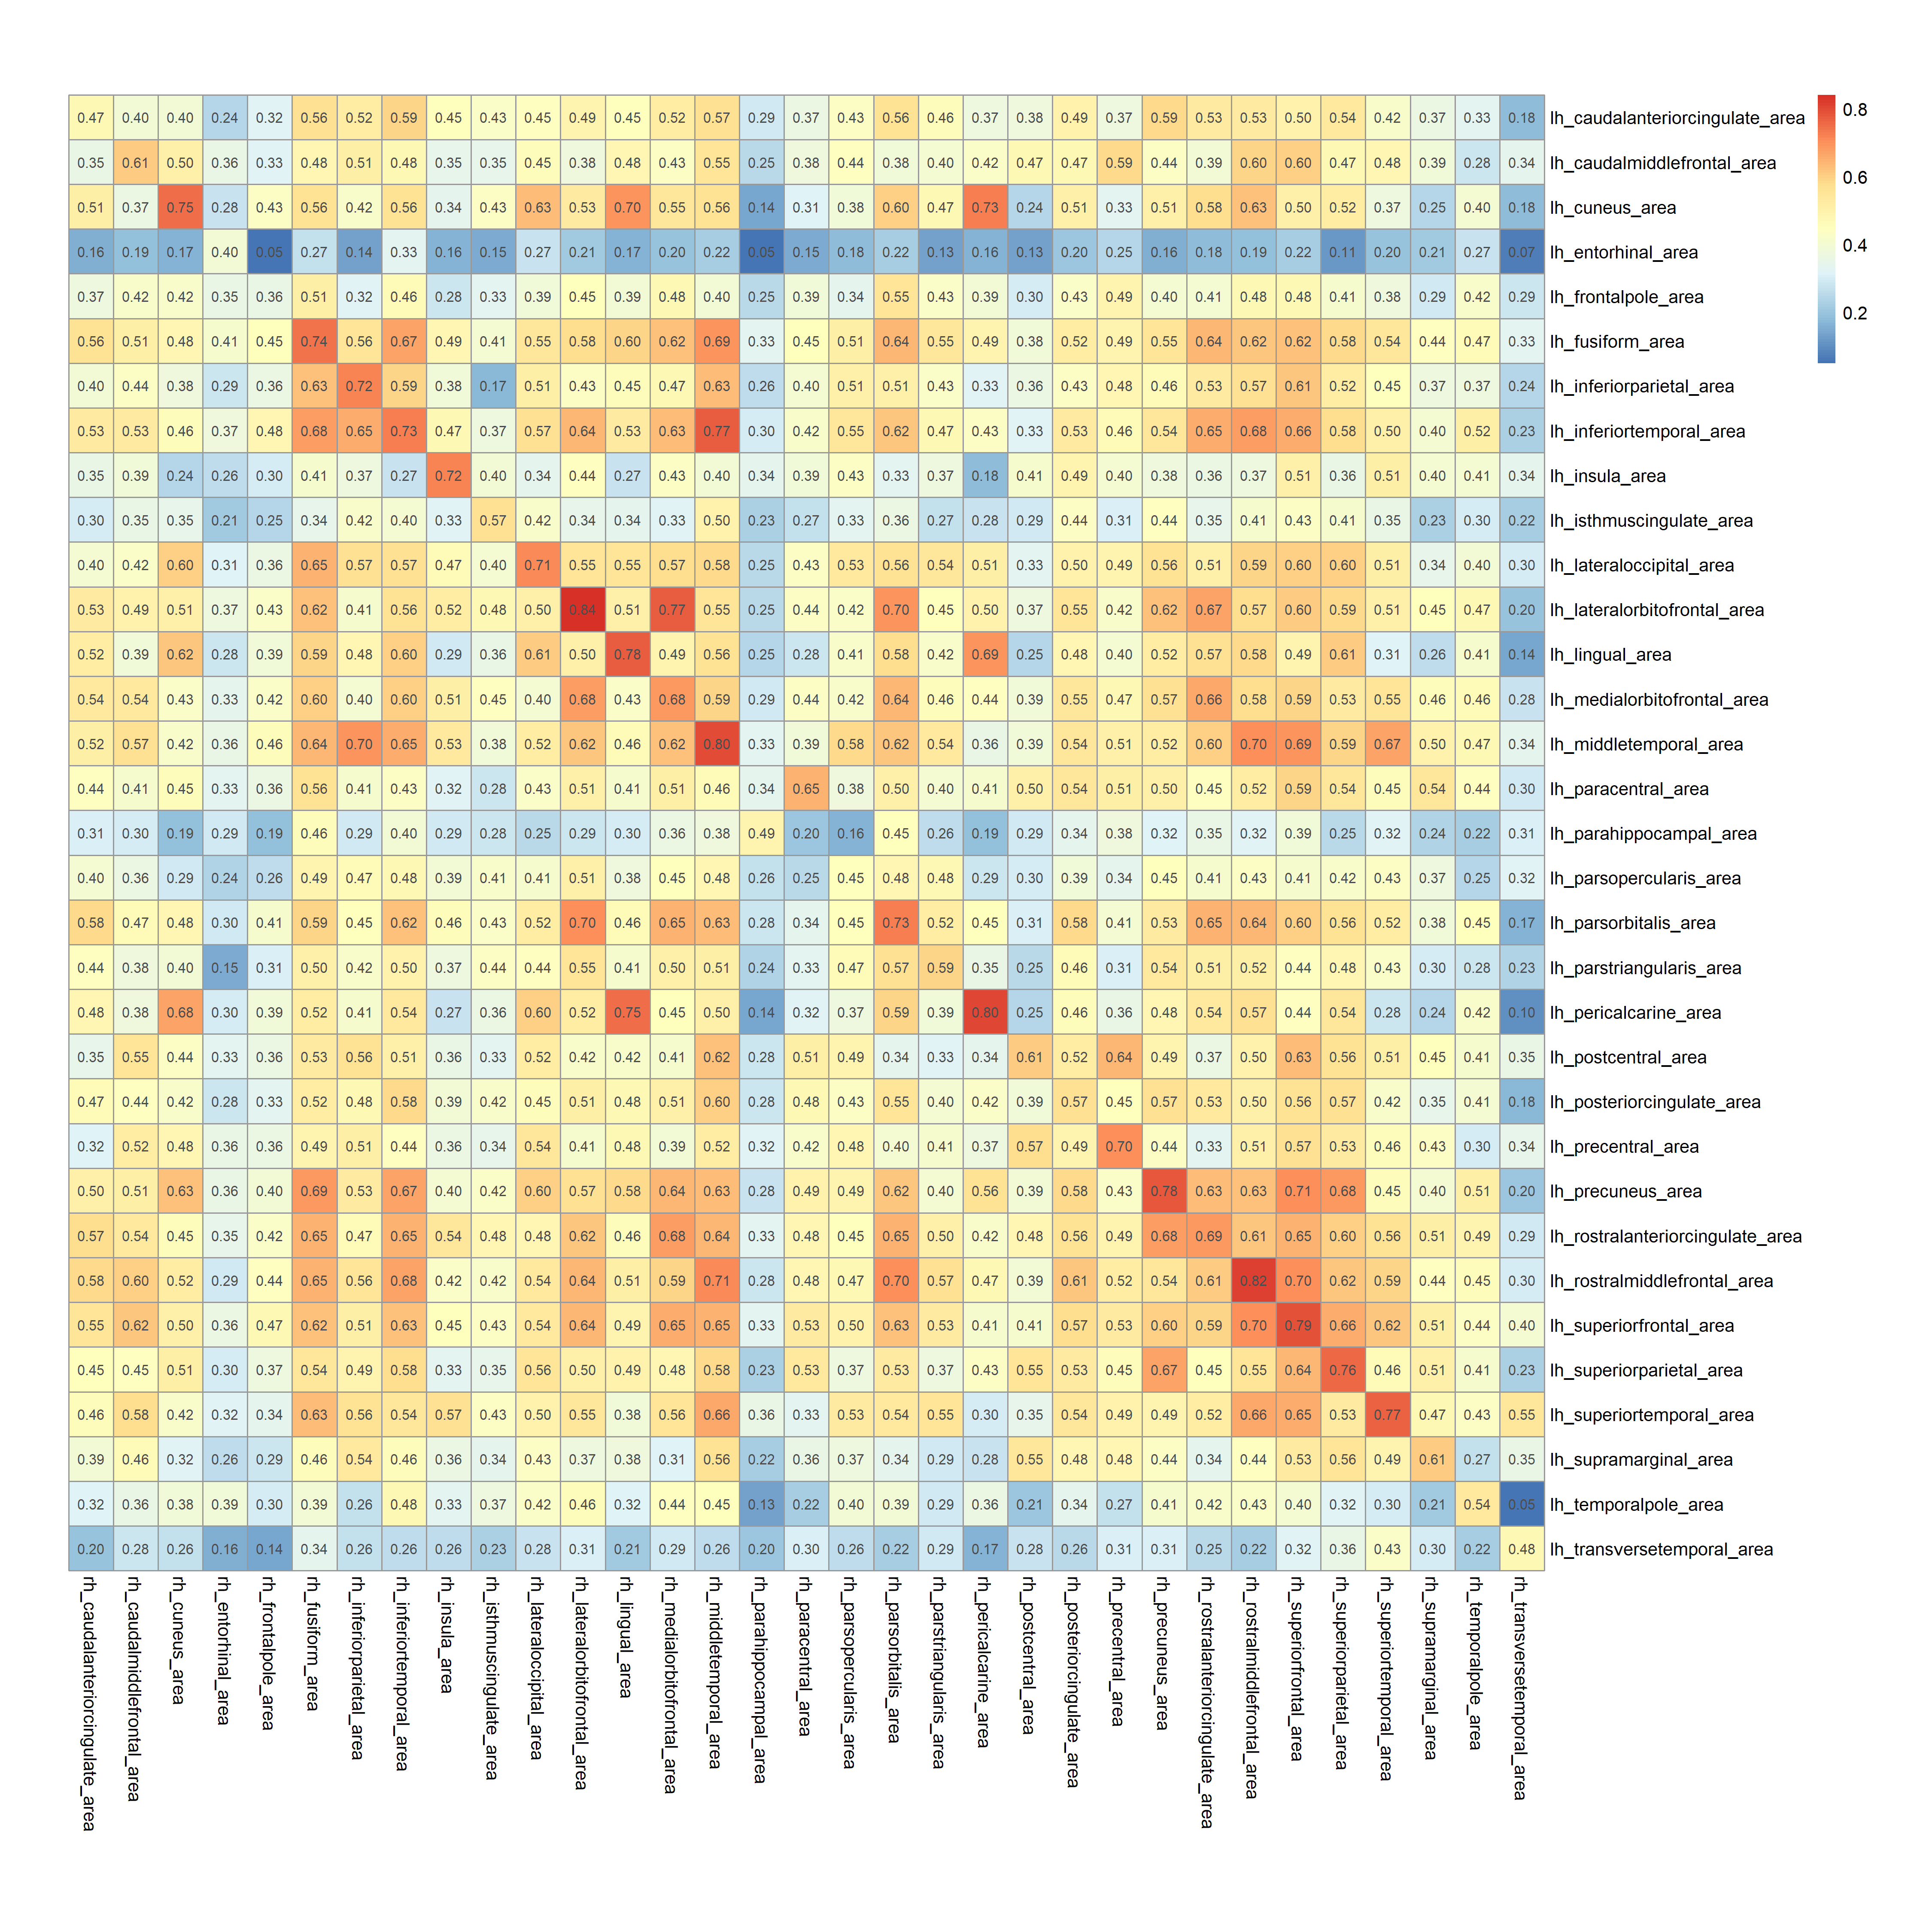 0.47 0.40 0.40 0.24 0.32 0.56 0.52 0.59 0.45 0.43 0.45 0.49 0.45 0.52 0.57 0.29 0.37 0.43 0.56 0.46 0.37 0.38 0.49 0.37 0.59 0.53 0.53 0.50 0.54 0.42 0.37 0.33 0.18 lh_caudalanteriorcingulate_area
0.35 0.61 0.50 0.36 0.33 0.48 0.51 0.48 0.35 0.35 0.45 0.38 0.48 0.43 0.55 0.25 0.38 0.44 0.38 0.40 0.42 0.47 0.47 0.59 0.44 0.39 0.60 0.60 0.47 0.48 0.39 0.28 0.34 lh_caudalmiddlefrontal_area
0.51 0.37 0.75 0.28 0.43 0.56 0.42 0.56 0.34 0.43 0.63 0.53 0.70 0.55 0.56 0.14 0.31 0.38 0.60 0.47 0.73 0.24 0.51 0.33 0.51 0.58 0.63 0.50 0.52 0.37 0.25 0.40 0.18 lh_cuneus_area
0.16 0.19 0.17 0.40 0.05 0.27 0.14 0.33 0.16 0.15 0.27 0.21 0.17 0.20 0.22 0.05 0.15 0.18 0.22 0.13 0.16 0.13 0.20 0.25 0.16 0.18 0.19 0.22 0.11 0.20 0.21 0.27 0.07 lh_entorhinal_area
0.37 0.42 0.42 0.35 0.36 0.51 0.32 0.46 0.28 0.33 0.39 0.45 0.39 0.48 0.40 0.25 0.39 0.34 0.55 0.43 0.39 0.30 0.43 0.49 0.40 0.41 0.48 0.48 0.41 0.38 0.29 0.42 0.29 lh_frontalpole_area
0.56 0.51 0.48 0.41 0.45 0.74 0.56 0.67 0.49 0.41 0.55 0.58 0.60 0.62 0.69 0.33 0.45 0.51 0.64 0.55 0.49 0.38 0.52 0.49 0.55 0.64 0.62 0.62 0.58 0.54 0.44 0.47 0.33 lh_fusiform_area
0.40 0.44 0.38 0.29 0.36 0.63 0.72 0.59 0.38 0.17 0.51 0.43 0.45 0.47 0.63 0.26 0.40 0.51 0.51 0.43 0.33 0.36 0.43 0.48 0.46 0.53 0.57 0.61 0.52 0.45 0.37 0.37 0.24 lh_inferiorparietal_area
0.53 0.53 0.46 0.37 0.48 0.68 0.65 0.73 0.47 0.37 0.57 0.64 0.53 0.63 0.77 0.30 0.42 0.55 0.62 0.47 0.43 0.33 0.53 0.46 0.54 0.65 0.68 0.66 0.58 0.50 0.40 0.52 0.23 lh_inferiortemporal_area
0.35 0.39 0.24 0.26 0.30 0.41 0.37 0.27 0.72 0.40 0.34 0.44 0.27 0.43 0.40 0.34 0.39 0.43 0.33 0.37 0.18 0.41 0.49 0.40 0.38 0.36 0.37 0.51 0.36 0.51 0.40 0.41 0.34 lh_insula_area
0.30 0.35 0.35 0.21 0.25 0.34 0.42 0.40 0.33 0.57 0.42 0.34 0.34 0.33 0.50 0.23 0.27 0.33 0.36 0.27 0.28 0.29 0.44 0.31 0.44 0.35 0.41 0.43 0.41 0.35 0.23 0.30 0.22 lh_isthmuscingulate_area
0.40 0.42 0.60 0.31 0.36 0.65 0.57 0.57 0.47 0.40 0.71 0.55 0.55 0.57 0.58 0.25 0.43 0.53 0.56 0.54 0.51 0.33 0.50 0.49 0.56 0.51 0.59 0.60 0.60 0.51 0.34 0.40 0.30 lh_lateraloccipital_area
0.53 0.49 0.51 0.37 0.43 0.62 0.41 0.56 0.52 0.48 0.50 0.84 0.51 0.77 0.55 0.25 0.44 0.42 0.70 0.45 0.50 0.37 0.55 0.42 0.62 0.67 0.57 0.60 0.59 0.51 0.45 0.47 0.20 lh_lateralorbitofrontal_area
0.52 0.39 0.62 0.28 0.39 0.59 0.48 0.60 0.29 0.36 0.61 0.50 0.78 0.49 0.56 0.25 0.28 0.41 0.58 0.42 0.69 0.25 0.48 0.40 0.52 0.57 0.58 0.49 0.61 0.31 0.26 0.41 0.14 lh_lingual_area
0.54 0.54 0.43 0.33 0.42 0.60 0.40 0.60 0.51 0.45 0.40 0.68 0.43 0.68 0.59 0.29 0.44 0.42 0.64 0.46 0.44 0.39 0.55 0.47 0.57 0.66 0.58 0.59 0.53 0.55 0.46 0.46 0.28 lh_medialorbitofrontal_area
0.52 0.57 0.42 0.36 0.46 0.64 0.70 0.65 0.53 0.38 0.52 0.62 0.46 0.62 0.80 0.33 0.39 0.58 0.62 0.54 0.36 0.39 0.54 0.51 0.52 0.60 0.70 0.69 0.59 0.67 0.50 0.47 0.34 lh_middletemporal_area
0.44 0.41 0.45 0.33 0.36 0.56 0.41 0.43 0.32 0.28 0.43 0.51 0.41 0.51 0.46 0.34 0.65 0.38 0.50 0.40 0.41 0.50 0.54 0.51 0.50 0.45 0.52 0.59 0.54 0.45 0.54 0.44 0.30 lh_paracentral_area
0.31 0.30 0.19 0.29 0.19 0.46 0.29 0.40 0.29 0.28 0.25 0.29 0.30 0.36 0.38 0.49 0.20 0.16 0.45 0.26 0.19 0.29 0.34 0.38 0.32 0.35 0.32 0.39 0.25 0.32 0.24 0.22 0.31 lh_parahippocampal_area
0.40 0.36 0.29 0.24 0.26 0.49 0.47 0.48 0.39 0.41 0.41 0.51 0.38 0.45 0.48 0.26 0.25 0.45 0.48 0.48 0.29 0.30 0.39 0.34 0.45 0.41 0.43 0.41 0.42 0.43 0.37 0.25 0.32 lh_parsopercularis_area
0.58 0.47 0.48 0.30 0.41 0.59 0.45 0.62 0.46 0.43 0.52 0.70 0.46 0.65 0.63 0.28 0.34 0.45 0.73 0.52 0.45 0.31 0.58 0.41 0.53 0.65 0.64 0.60 0.56 0.52 0.38 0.45 0.17 lh_parsorbitalis_area
0.44 0.38 0.40 0.15 0.31 0.50 0.42 0.50 0.37 0.44 0.44 0.55 0.41 0.50 0.51 0.24 0.33 0.47 0.57 0.59 0.35 0.25 0.46 0.31 0.54 0.51 0.52 0.44 0.48 0.43 0.30 0.28 0.23 lh_parstriangularis_area
0.48 0.38 0.68 0.30 0.39 0.52 0.41 0.54 0.27 0.36 0.60 0.52 0.75 0.45 0.50 0.14 0.32 0.37 0.59 0.39 0.80 0.25 0.46 0.36 0.48 0.54 0.57 0.44 0.54 0.28 0.24 0.42 0.10 lh_pericalcarine_area
0.35 0.55 0.44 0.33 0.36 0.53 0.56 0.51 0.36 0.33 0.52 0.42 0.42 0.41 0.62 0.28 0.51 0.49 0.34 0.33 0.34 0.61 0.52 0.64 0.49 0.37 0.50 0.63 0.56 0.51 0.45 0.41 0.35 lh_postcentral_area
0.47 0.44 0.42 0.28 0.33 0.52 0.48 0.58 0.39 0.42 0.45 0.51 0.48 0.51 0.60 0.28 0.48 0.43 0.55 0.40 0.42 0.39 0.57 0.45 0.57 0.53 0.50 0.56 0.57 0.42 0.35 0.41 0.18 lh_posteriorcingulate_area
0.32 0.52 0.48 0.36 0.36 0.49 0.51 0.44 0.36 0.34 0.54 0.41 0.48 0.39 0.52 0.32 0.42 0.48 0.40 0.41 0.37 0.57 0.49 0.70 0.44 0.33 0.51 0.57 0.53 0.46 0.43 0.30 0.34 lh_precentral_area
0.50 0.51 0.63 0.36 0.40 0.69 0.53 0.67 0.40 0.42 0.60 0.57 0.58 0.64 0.63 0.28 0.49 0.49 0.62 0.40 0.56 0.39 0.58 0.43 0.78 0.63 0.63 0.71 0.68 0.45 0.40 0.51 0.20 lh_precuneus_area
0.57 0.54 0.45 0.35 0.42 0.65 0.47 0.65 0.54 0.48 0.48 0.62 0.46 0.68 0.64 0.33 0.48 0.45 0.65 0.50 0.42 0.48 0.56 0.49 0.68 0.69 0.61 0.65 0.60 0.56 0.51 0.49 0.29 lh_rostralanteriorcingulate_area
0.58 0.60 0.52 0.29 0.44 0.65 0.56 0.68 0.42 0.42 0.54 0.64 0.51 0.59 0.71 0.28 0.48 0.47 0.70 0.57 0.47 0.39 0.61 0.52 0.54 0.61 0.82 0.70 0.62 0.59 0.44 0.45 0.30 lh_rostralmiddlefrontal_area
0.55 0.62 0.50 0.36 0.47 0.62 0.51 0.63 0.45 0.43 0.54 0.64 0.49 0.65 0.65 0.33 0.53 0.50 0.63 0.53 0.41 0.41 0.57 0.53 0.60 0.59 0.70 0.79 0.66 0.62 0.51 0.44 0.40 lh_superiorfrontal_area
0.45 0.45 0.51 0.30 0.37 0.54 0.49 0.58 0.33 0.35 0.56 0.50 0.49 0.48 0.58 0.23 0.53 0.37 0.53 0.37 0.43 0.55 0.53 0.45 0.67 0.45 0.55 0.64 0.76 0.46 0.51 0.41 0.23 lh_superiorparietal_area
0.46 0.58 0.42 0.32 0.34 0.63 0.56 0.54 0.57 0.43 0.50 0.55 0.38 0.56 0.66 0.36 0.33 0.53 0.54 0.55 0.30 0.35 0.54 0.49 0.49 0.52 0.66 0.65 0.53 0.77 0.47 0.43 0.55 lh_superiortemporal_area
0.39 0.46 0.32 0.26 0.29 0.46 0.54 0.46 0.36 0.34 0.43 0.37 0.38 0.31 0.56 0.22 0.36 0.37 0.34 0.29 0.28 0.55 0.48 0.48 0.44 0.34 0.44 0.53 0.56 0.49 0.61 0.27 0.35 lh_supramarginal_area
0.32 0.36 0.38 0.39 0.30 0.39 0.26 0.48 0.33 0.37 0.42 0.46 0.32 0.44 0.45 0.13 0.22 0.40 0.39 0.29 0.36 0.21 0.34 0.27 0.41 0.42 0.43 0.40 0.32 0.30 0.21 0.54 0.05 lh_temporalpole_area
0.20 0.28 0.26 0.16 0.14 0.34 0.26 0.26 0.26 0.23 0.28 0.31 0.21 0.29 0.26 0.20 0.30 0.26 0.22 0.29 0.17 0.28 0.26 0.31 0.31 0.25 0.22 0.32 0.36 0.43 0.30 0.22 0.48 lh_transversetemporal_area
rh_caudalanteriorcingulate_area
rh_caudalmiddlefrontal_area
rh_cuneus_area
rh_entorhinal_area
rh_frontalpole_area
rh_fusiform_area
rh_inferiorparietal_area
rh_inferiortemporal_area
rh_insula_area
rh_isthmuscingulate_area
rh_lateraloccipital_area
rh_lateralorbitofrontal_area
rh_lingual_area
rh_medialorbitofrontal_area
rh_middletemporal_area
rh_parahippocampal_area
rh_paracentral_area
rh_parsopercularis_area
rh_parsorbitalis_area
rh_parstriangularis_area
rh_pericalcarine_area
rh_postcentral_area
rh_posteriorcingulate_area
rh_precentral_area
rh_precuneus_area
rh_rostralanteriorcingulate_area
rh_rostralmiddlefrontal_area
rh_superiorfrontal_area
rh_superiorparietal_area
rh_superiortemporal_area
rh_supramarginal_area
rh_temporalpole_area
rh_transversetemporal_area
0.8
0.6
0.4
0.2